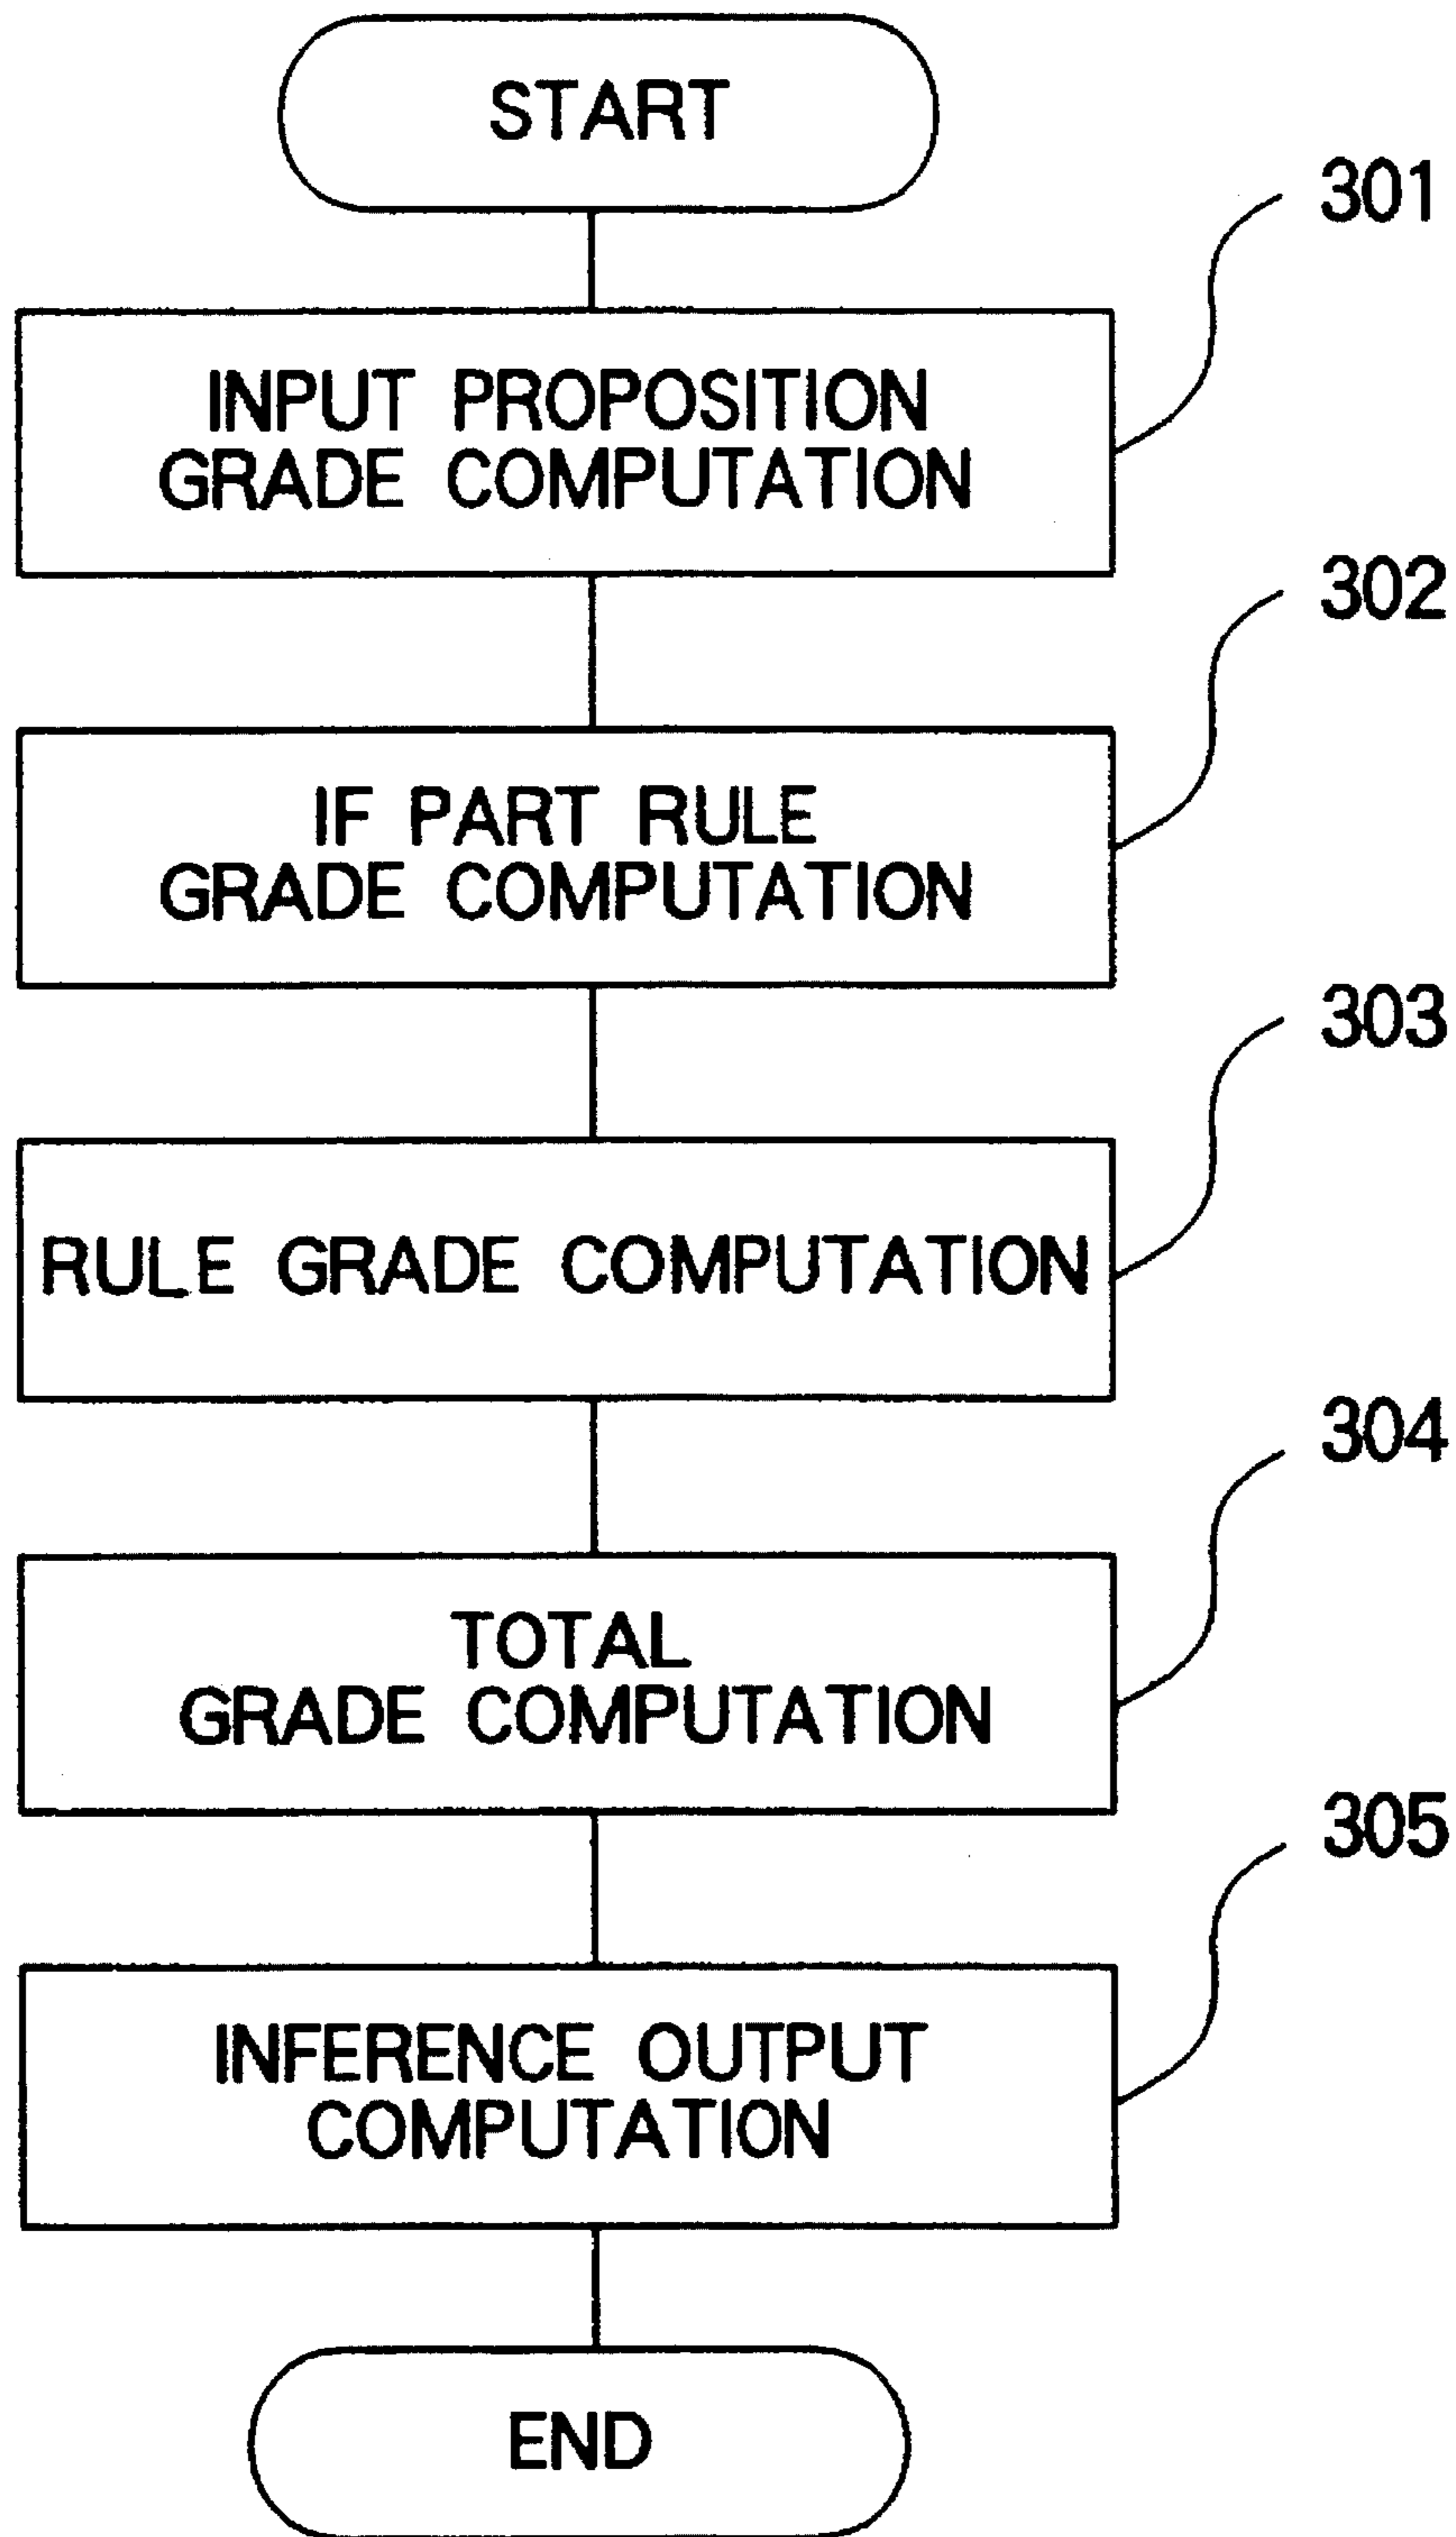 START
301
INPUT PROPOSITION
GRADE COMPUTATION
302
IF PART RULE
GRADE COMPUTATION
303
RULE GRADE COMPUTATION
304
TOTAL
GRADE COMPUTATION
305
INFERENCE OUTPUT
COMPUTATION
END